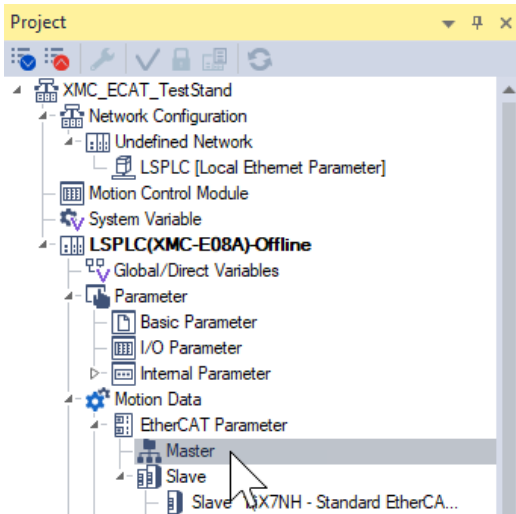 Project
XMC_ECAT_TestStand
Network Configuration
Undefined Network
LSPLC [Local Ethernet Parameter]
Motion Control Module
System Variable
LSPLC(XMC-E08A)-Offline
Global/Direct Variables
Parameter
Basic Parameter
I/O Parameter
Internal Parameter
Motion Data
EtherCAT Parameter
Master
Slave
Slave X7NH - Standard EtherCA...